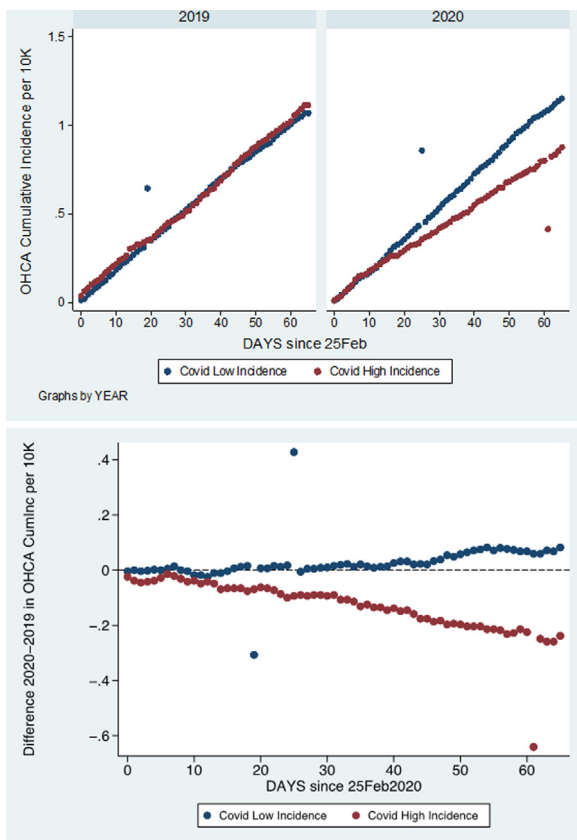 2019 2020
OHCA Cumulative Incidence per 10K
1.5
1
.5
0
0 10 20 30 40 50 60 0 10 20 30 40 50 60
DAYS since 25Feb
Covid Low Incidence Covid High Incidence
Graphs by YEAR
Difference 2020–2019 in OHCA CumInc per 10K
.4
.2
0
-.2
-.4
-.6
0 10 20 30 40 50 60
DAYS since 25Feb2020
Covid Low Incidence Covid High Incidence